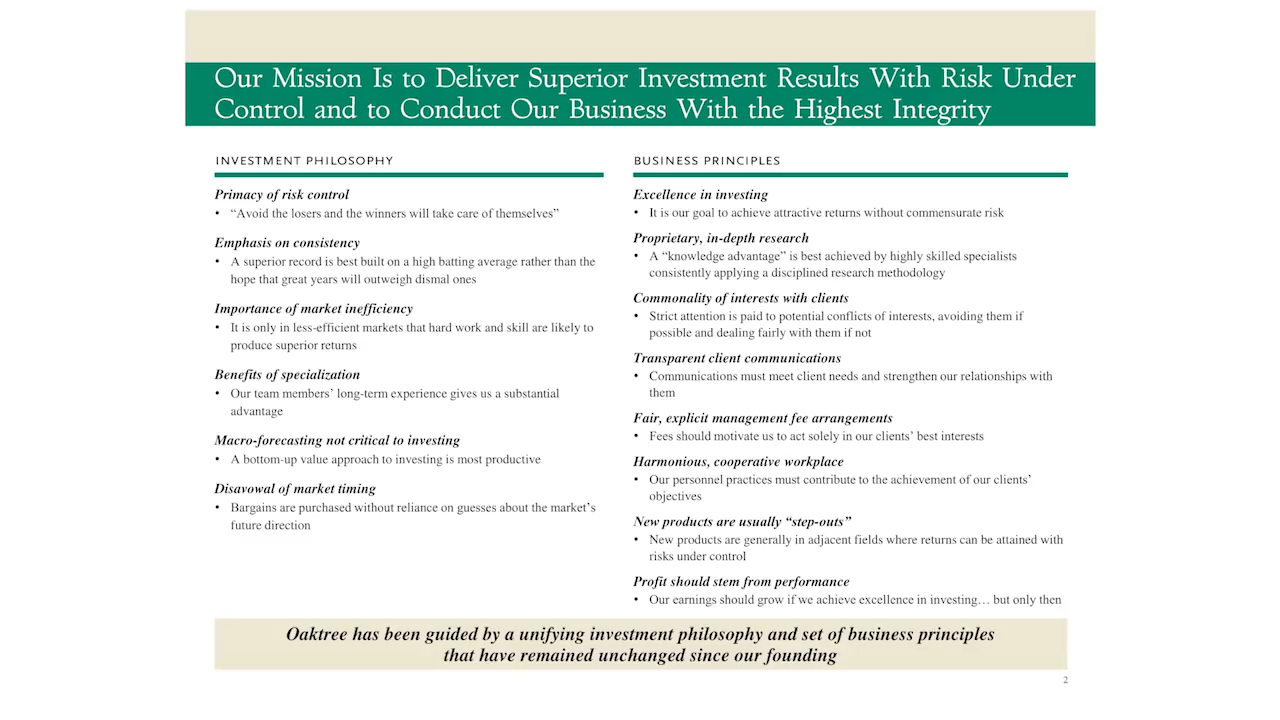 Our Mission Is to Deliver Superior Investment Results With Risk Under
Control and to Conduct Our Business With the Highest Integrity
INVESTMENT PHILOSOPHY
Primacy of risk control
• “Avoid the losers and the winners will take care of themselves”
Emphasis on consistency
• A superior record is best built on a high batting average rather than the
hope that great years will outweigh dismal ones
Importance of market inefficiency
• It is only in less-efficient markets that hard work and skill are likely to
produce superior returns
Benefits of specialization
• Our team members’ long-term experience gives us a substantial
advantage
Macro-forecasting not critical to investing
• A bottom-up value approach to investing is most productive
Disavowal of market timing
• Bargains are purchased without reliance on guesses about the market’s
future direction
BUSINESS PRINCIPLES
Excellence in investing
• It is our goal to achieve attractive returns without commensurate risk
Proprietary, in-depth research
• A “knowledge advantage” is best achieved by highly skilled specialists
consistently applying a disciplined research methodology
Commonality of interests with clients
• Strict attention is paid to potential conflicts of interests, avoiding them if
possible and dealing fairly with them if not
Transparent client communications
• Communications must meet client needs and strengthen our relationships with
them
Fair, explicit management fee arrangements
• Fees should motivate us to act solely in our clients’ best interests
Harmonious, cooperative workplace
• Our personnel practices must contribute to the achievement of our clients’
objectives
New products are usually “step-outs”
• New products are generally in adjacent fields where returns can be attained with
risks under control
Profit should stem from performance
• Our earnings should grow if we achieve excellence in investing… but only then
Oaktree has been guided by a unifying investment philosophy and set of business principles
that have remained unchanged since our founding
2